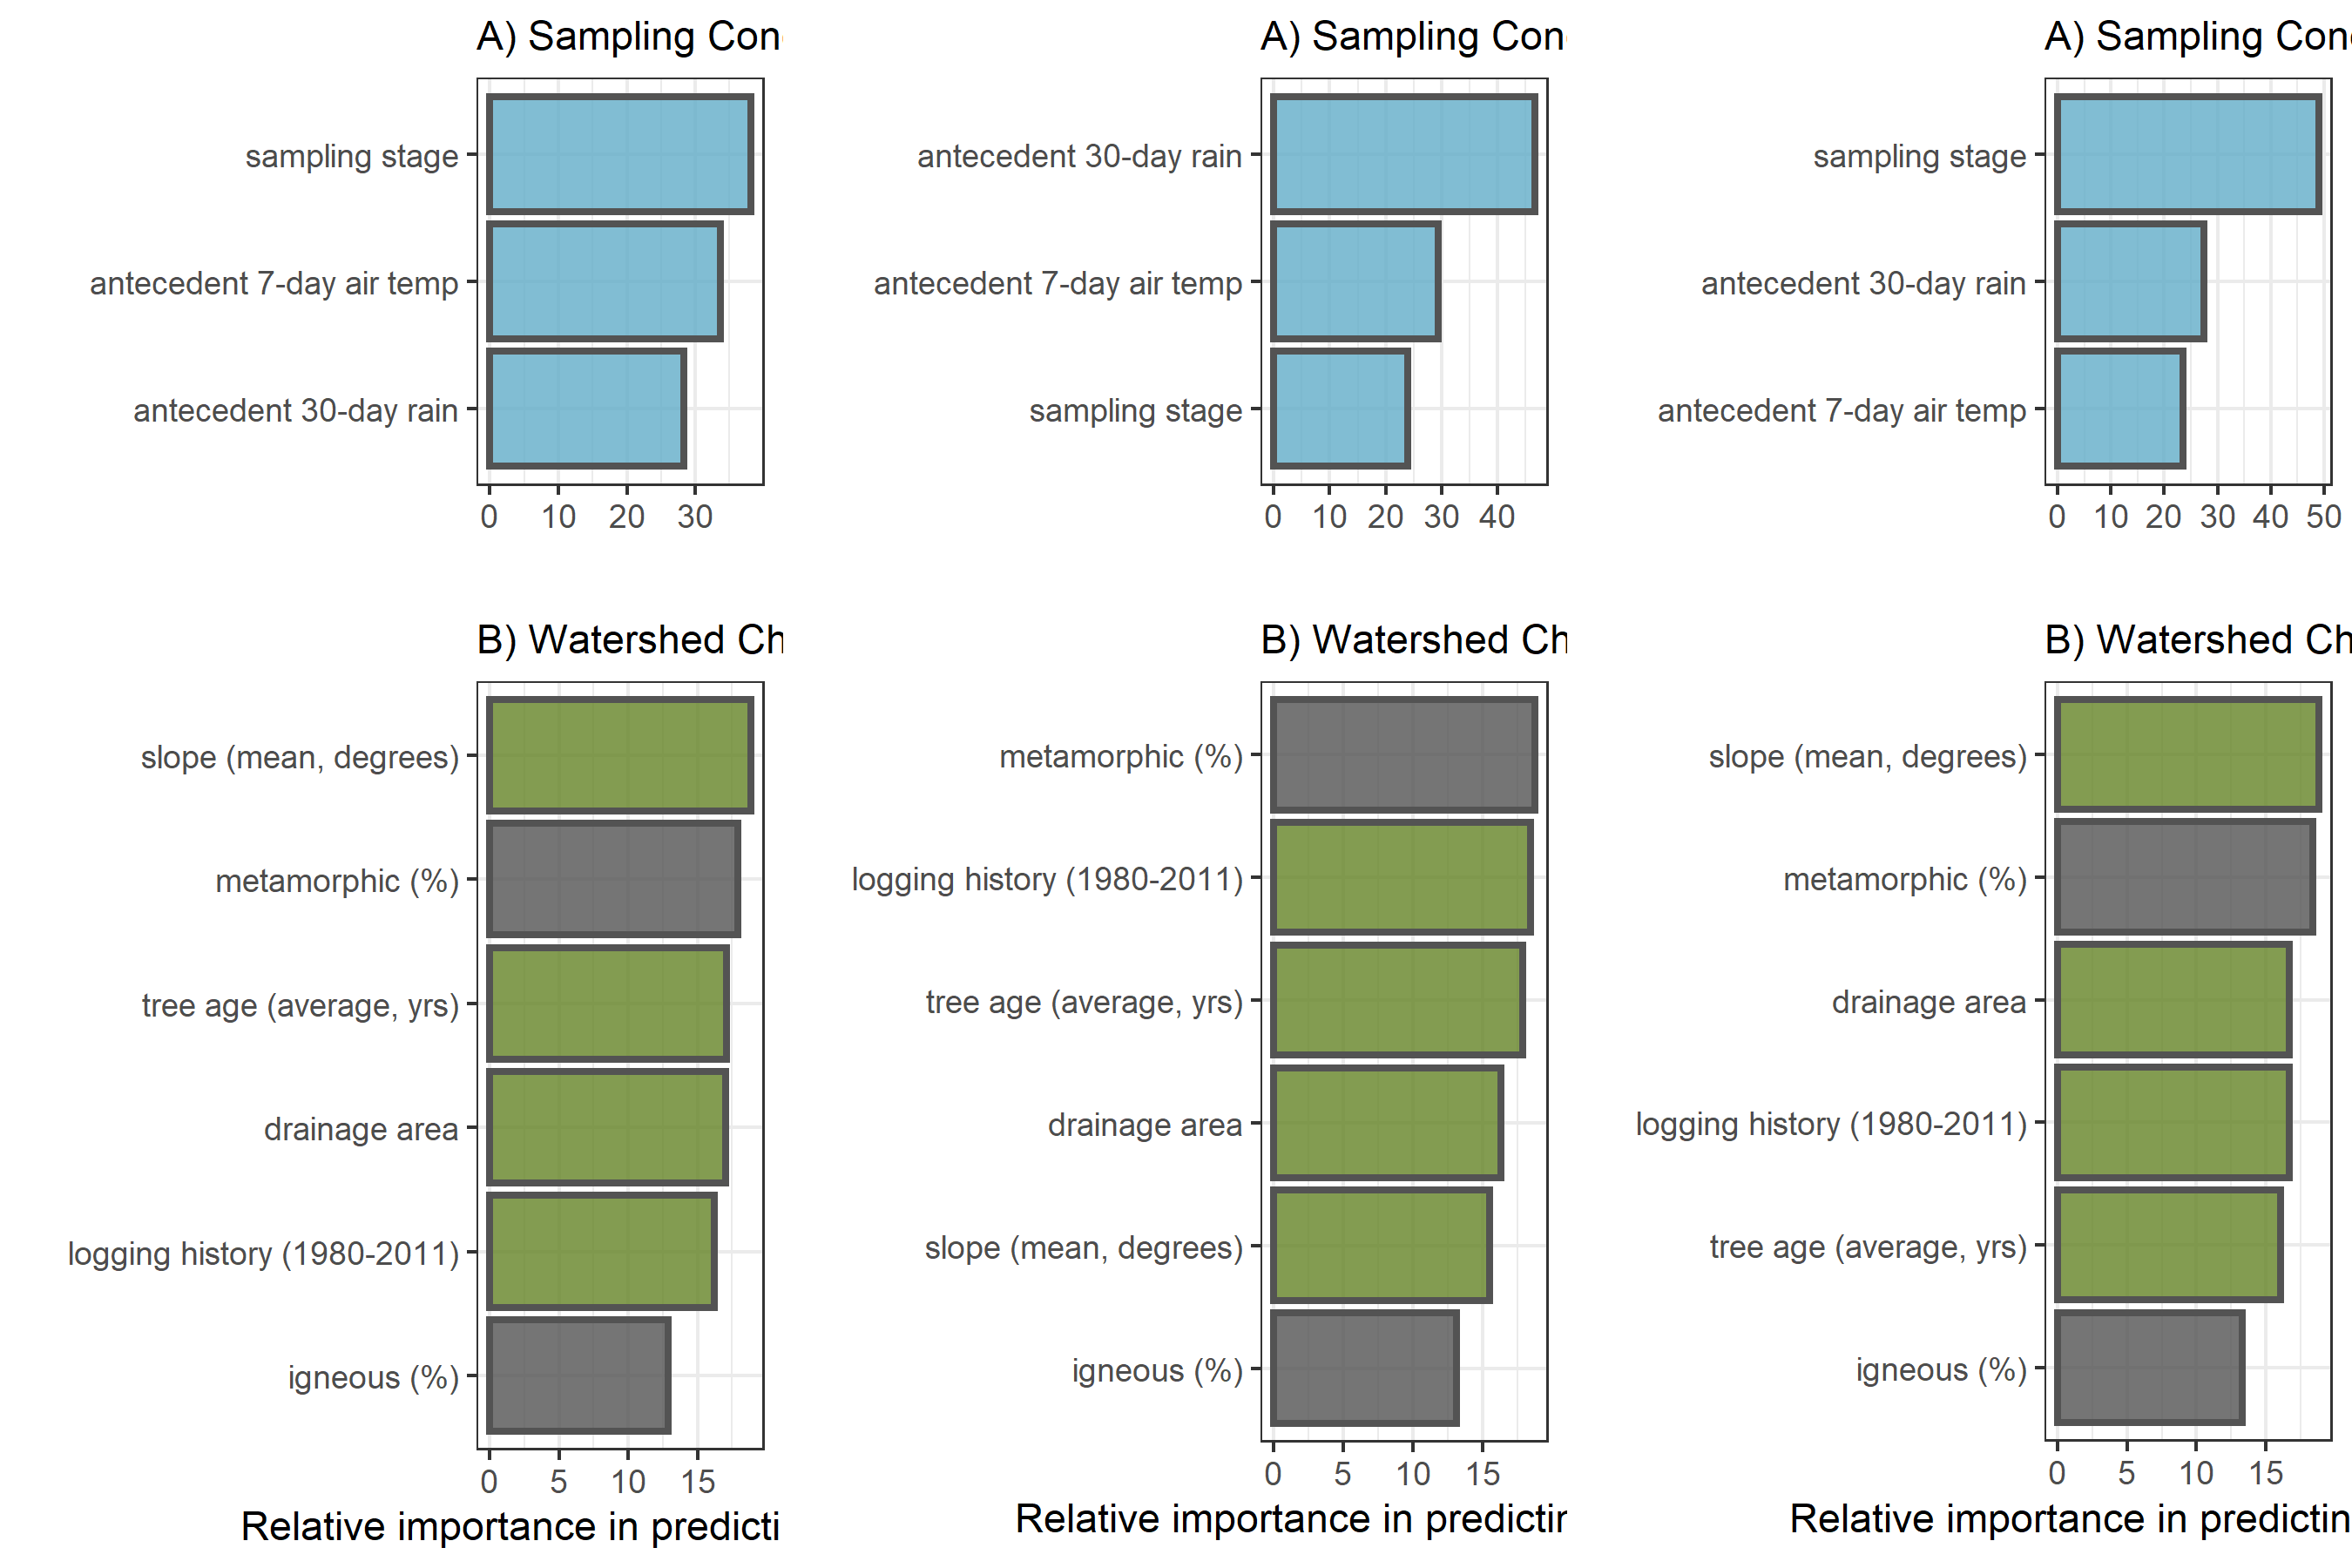 A) Sampling Con
sampling stage
antecedent 7-day air temp
antecedent 30-day rain
0 10 20 30
B) Watershed Ch
slope (mean, degrees)
metamorphic (%)
tree age (average, yrs)
drainage area
logging history (1980-2011)
igneous (%)
0 5 10 15
Relative importance in predicti
A) Sampling Con
antecedent 30-day rain
antecedent 7-day air temp
sampling stage
0 10 20 30 40
B) Watershed Ch
metamorphic (%)
logging history (1980-2011)
tree age (average, yrs)
drainage area
slope (mean, degrees)
igneous (%)
0 5 10 15
Relative importance in predictin
A) Sampling Con
sampling stage
antecedent 30-day rain
antecedent 7-day air temp
0 10 20 30 40 50
B) Watershed Ch
slope (mean, degrees)
metamorphic (%)
drainage area
logging history (1980-2011)
tree age (average, yrs)
igneous (%)
0 5 10 15
Relative importance in predictin